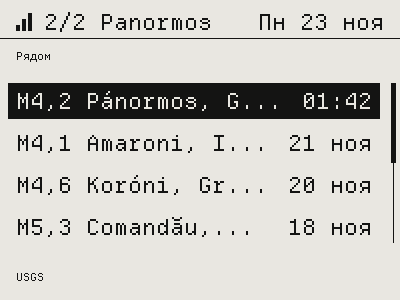 2/2 Panormos Пн 23 ноя
Рядом
M4,2 Pánormos, G... 01:42
M4,1 Amaroni, I... 21 ноя
M4,6 Koróni, Gr... 20 ноя
M5,3 Comandău,... 18 ноя
USGS